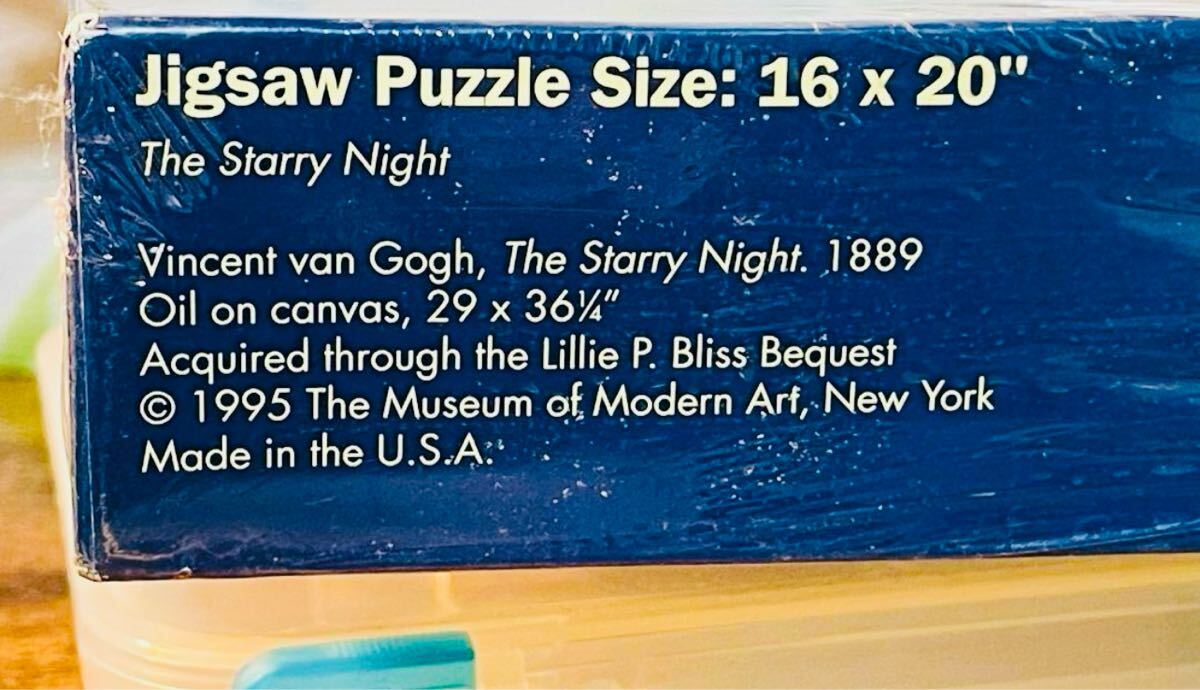 Jigsaw Puzzle Size: 16 x 20"
The Starry Night
Vincent van Gogh, The Starry Night. 1889
Oil on canvas, 29 x 36¼"
Acquired through the Lillie P. Bliss Bequest
© 1995 The Museum of Modern Art, New York
Made in the U.S.A.